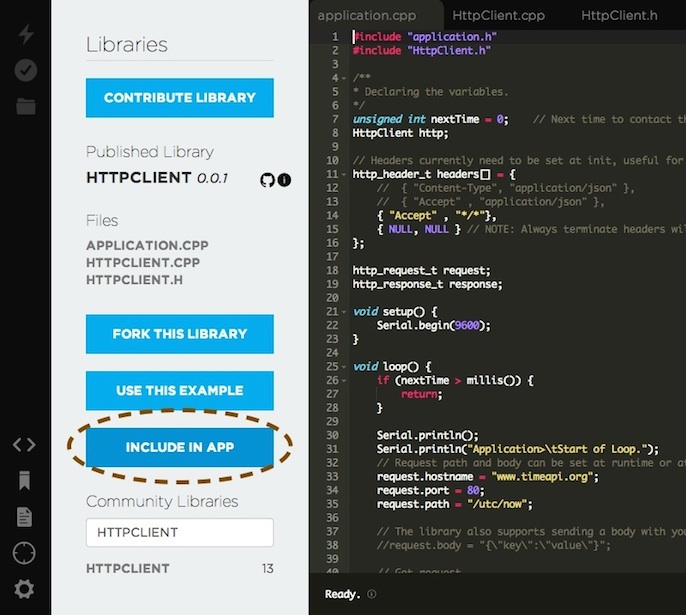 Libraries
CONTRIBUTE LIBRARY
Published Library
HTTPCLIENT 0.0.1
Files
APPLICATION.CPP
HTTPCLIENT.CPP
HTTPCLIENT.H
FORK THIS LIBRARY
USE THIS EXAMPLE
INCLUDE IN APP
Community Libraries
HTTPCLIENT
HTTPCLIENT 13
application.cpp HttpClient.cpp HttpClient.h
1 #include "application.h"
2 #include "HttpClient.h"
3
4 /**
5 * Declaring the variables.
6 */
7 unsigned int nextTime = 0;    // Next time to contact th
8 HttpClient http;
9
10 // Headers currently need to be set at init, useful for
11 http_header_t headers[] = {
12     //  { "Content-Type", "application/json" },
13     //  { "Accept" , "application/json" },
14     { "Accept" , "*/*"},
15     { NULL, NULL } // NOTE: Always terminate headers wil
16 };
17
18 http_request_t request;
19 http_response_t response;
20
21 void setup() {
22     Serial.begin(9600);
23 }
24
25 void loop() {
26     if (nextTime > millis()) {
27         return;
28     }
29
30     Serial.println();
31     Serial.println("Application>\tStart of Loop.");
32     // Request path and body can be set at runtime or at
33     request.hostname = "www.timeapi.org";
34     request.port = 80;
35     request.path = "/utc/now";
36
37     // The library also supports sending a body with you
38     //request.body = "{\"key\":\"value\"}";
39
40     // Get request
Ready.